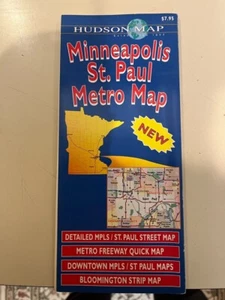 $7.95
HUDSON MAP
Minneapolis
St. Paul
Metro Map
NEW
DETAILED MPLS / ST. PAUL STREET MAP
METRO FREEWAY QUICK MAP
DOWNTOWN MPLS / ST PAUL MAPS
BLOOMINGTON STRIP MAP